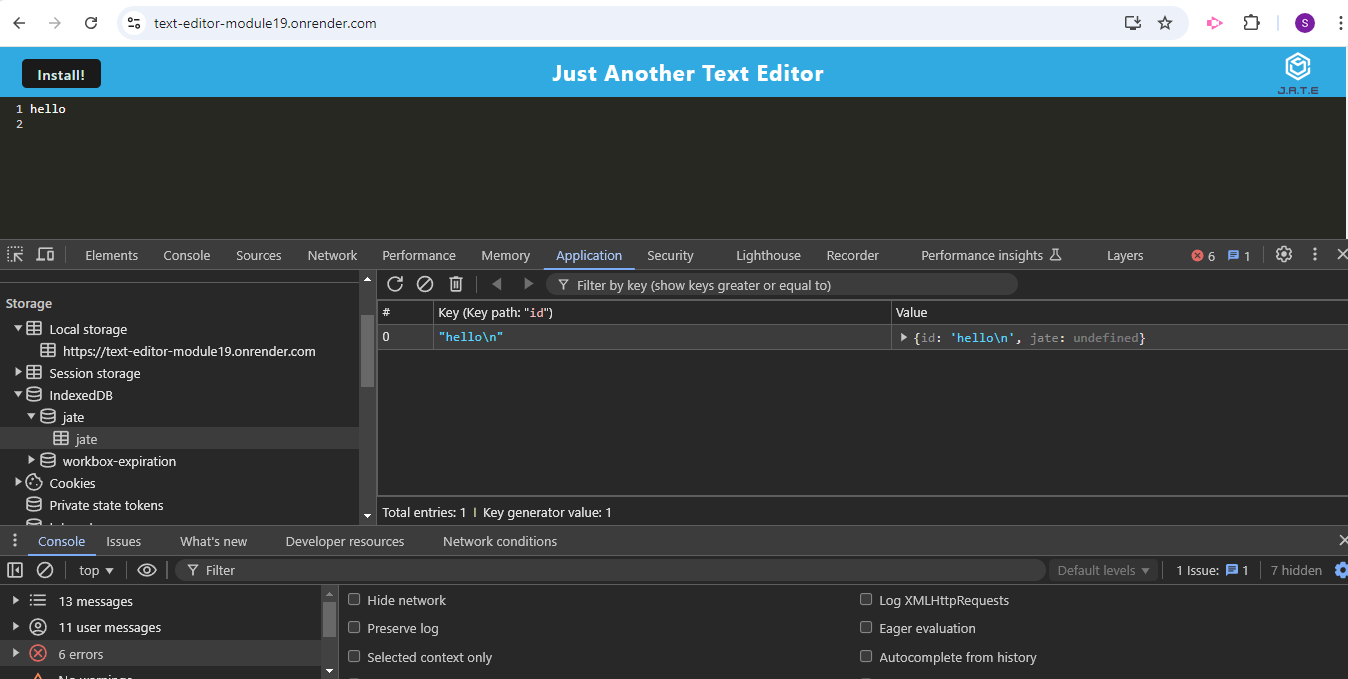 text-editor-module19.onrender.com
S
Install!
Just Another Text Editor
J.A.T.E
1 hello
2
Elements Console Sources Network Performance Memory Application Security Lighthouse Recorder Performance insights Layers 6 1
Storage
Local storage
https://text-editor-module19.onrender.com
Session storage
IndexedDB
jate
jate
workbox-expiration
Cookies
Private state tokens
Filter by key (show keys greater or equal to)
# Key (Key path: "id") Value
0 "hello\n" {id: 'hello\n', jate: undefined}
Total entries: 1 Key generator value: 1
Console Issues What's new Developer resources Network conditions
top Filter Default levels 1 Issue: 1 7 hidden
13 messages
11 user messages
6 errors
No warnings
Hide network
Preserve log
Selected context only
Log XMLHttpRequests
Eager evaluation
Autocomplete from history